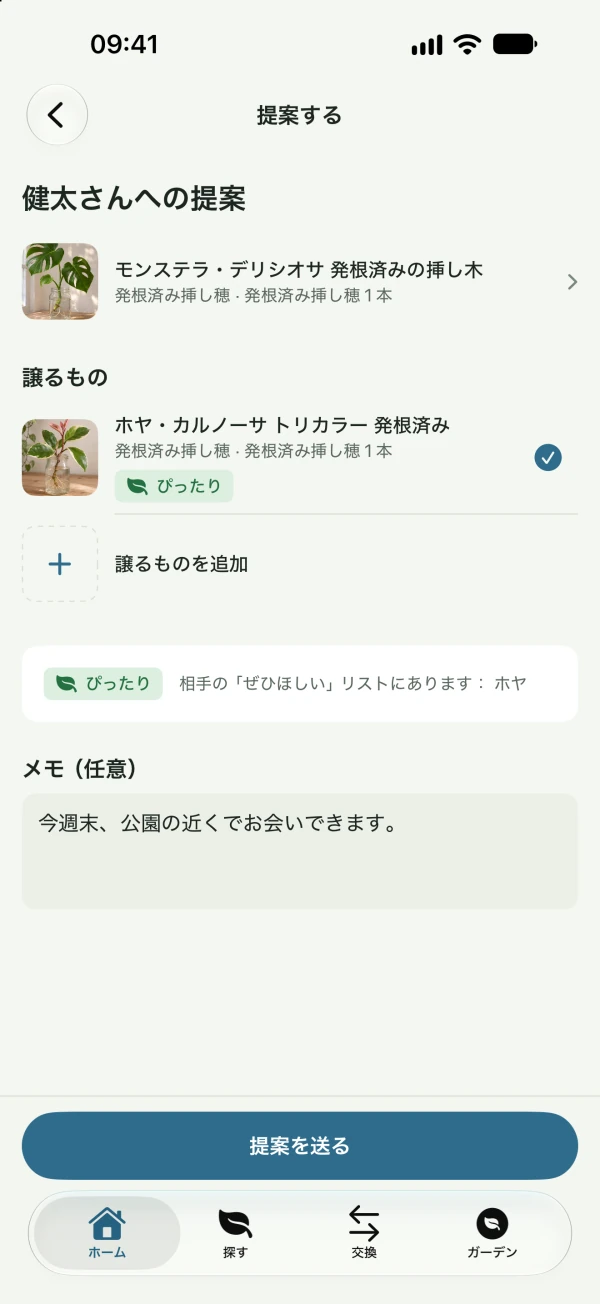 09:41
提案する
健太さんへの提案
モンステラ・デリシオサ 発根済みの挿し木
発根済み挿し穂 · 発根済み挿し穂１本
譲るもの
ホヤ・カルノーサ トリカラー 発根済み
発根済み挿し穂 · 発根済み挿し穂１本
ぴったり
譲るものを追加
ぴったり 相手の「ぜひほしい」リストにあります： ホヤ
メモ（任意）
今週末、公園の近くでお会いできます。
提案を送る
ホーム 探す 交換 ガーデン